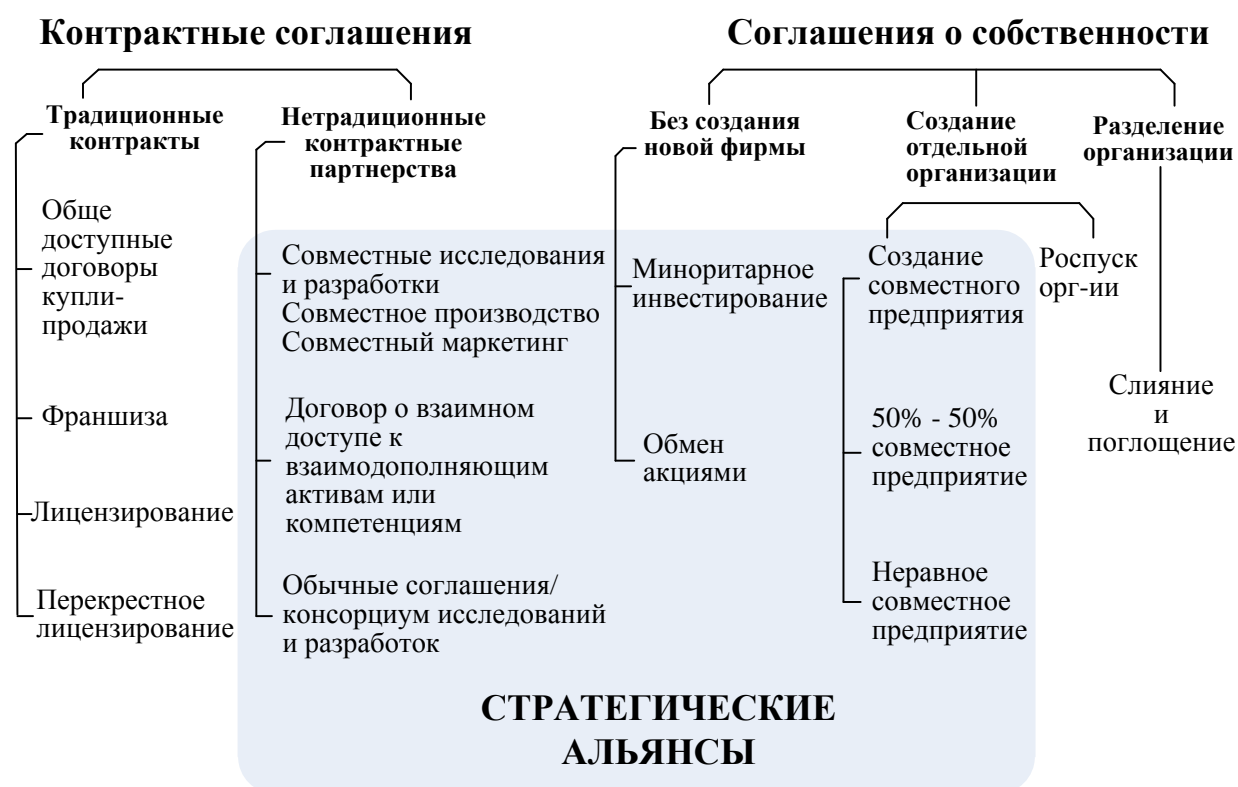 Контрактные соглашения
Соглашения о собственности
Традиционные
контракты
Нетрадиционные
контрактные
партнерства
Без создания
новой фирмы
Создание
отдельной
организации
Разделение
организации
Обще
доступные
договоры
купли-
продажи
Франшиза
Лицензирование
Перекрестное
лицензирование
Совместные исследования
и разработки
Совместное производство
Совместный маркетинг
Договор о взаимном
доступе к
взаимодополняющим
активам или
компетенциям
Обычные соглашения/
консорциум исследований
и разработок
Миноритарное
инвестирование
Обмен
акциями
Создание
совместного
предприятия
50% - 50%
совместное
предприятие
Неравное
совместное
предприятие
Роспуск
орг-ии
Слияние
и
поглощение
СТРАТЕГИЧЕСКИЕ
АЛЬЯНСЫ